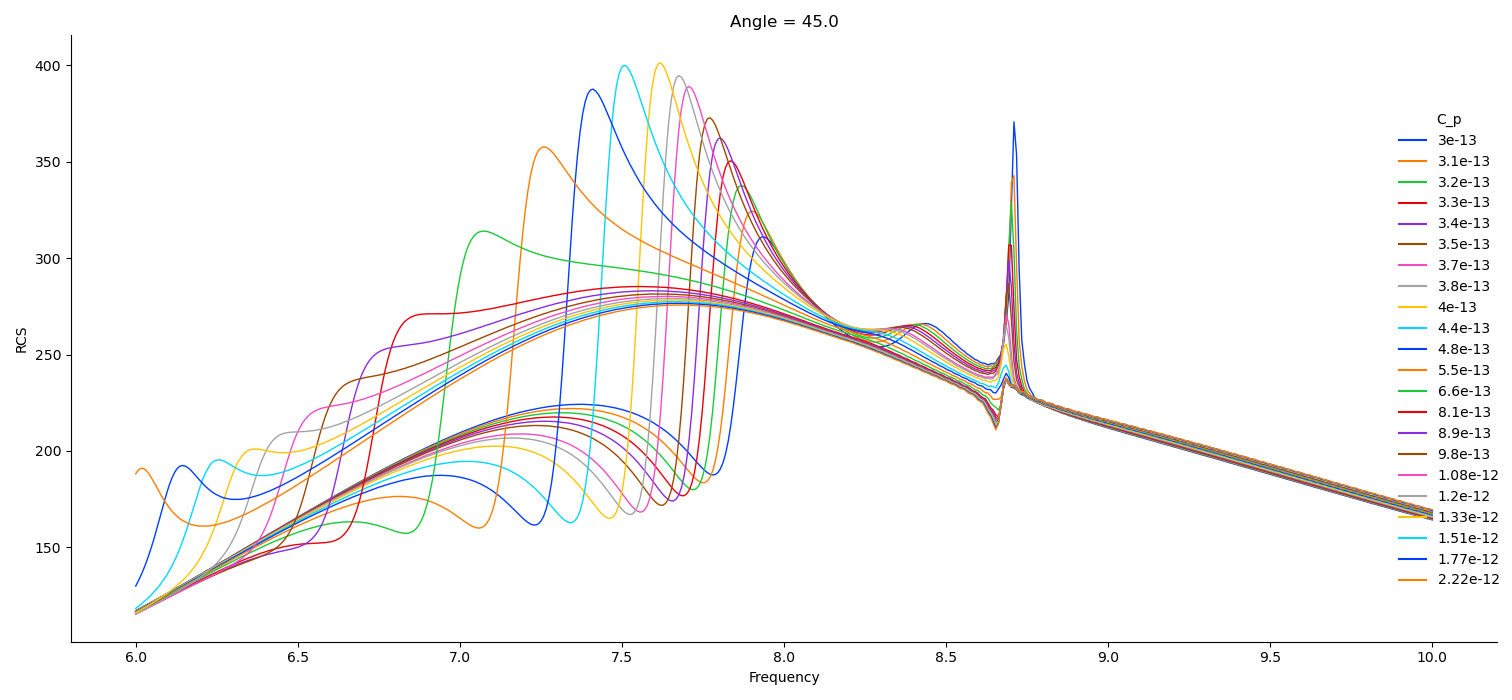 Angle = 45.0
400
350
300
250
200
150
RCS
6.0 6.5 7.0 7.5 8.0 8.5 9.0 9.5 10.0
Frequency
C_p
3e-13
3.1e-13
3.2e-13
3.3e-13
3.4e-13
3.5e-13
3.7e-13
3.8e-13
4e-13
4.4e-13
4.8e-13
5.5e-13
6.6e-13
8.1e-13
8.9e-13
9.8e-13
1.08e-12
1.2e-12
1.33e-12
1.51e-12
1.77e-12
2.22e-12